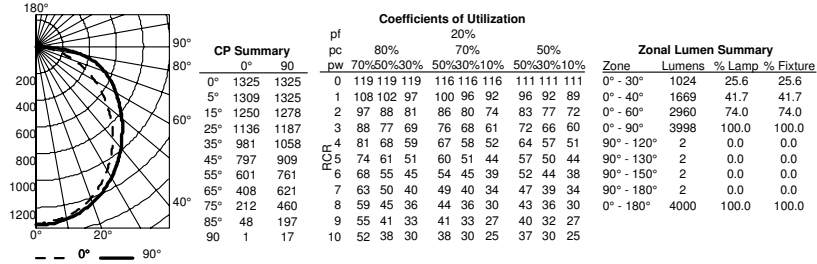 180°
90°
80°
60°
40°
200
400
600
800
1000
1200
0° 20°
0° 90°
CP Summary
0° 90
0° 1325 1325
5° 1309 1325
15° 1250 1278
25° 1136 1187
35° 981 1058
45° 797 909
55° 601 761
65° 408 621
75° 212 460
85° 48 197
90 1 17
Coefficients of Utilization
pf 20%
pc 80% 70% 50%
pw 70%50%30% 50%30%10% 50%30%10%
RCR
0 119 119 119 116 116 116 111 111 111
1 108 102 97 100 96 92 96 92 89
2 97 88 81 86 80 74 83 77 72
3 88 77 69 76 68 61 72 66 60
4 81 68 59 67 58 52 64 57 51
5 74 61 51 60 51 44 57 50 44
6 68 55 45 54 45 39 52 44 38
7 63 50 40 49 40 34 47 39 34
8 59 45 36 44 36 30 43 36 30
9 55 41 33 41 33 27 40 32 27
10 52 38 30 38 30 25 37 30 25
Zonal Lumen Summary
Zone Lumens % Lamp % Fixture
0° - 30° 1024 25.6 25.6
0° - 40° 1669 41.7 41.7
0° - 60° 2960 74.0 74.0
0° - 90° 3998 100.0 100.0
90° - 120° 2 0.0 0.0
90° - 130° 2 0.0 0.0
90° - 150° 2 0.0 0.0
90° - 180° 2 0.0 0.0
0° - 180° 4000 100.0 100.0